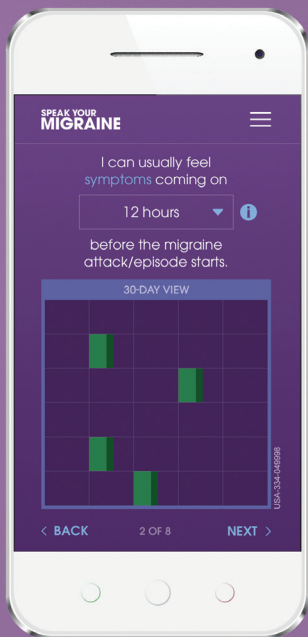 SPEAK YOUR
MIGRAINE
I can usually feel
symptoms coming on
12 hours
i
before the migraine
attack/episode starts.
30-DAY VIEW
USA-334-049998
< BACK
2 OF 8
NEXT >